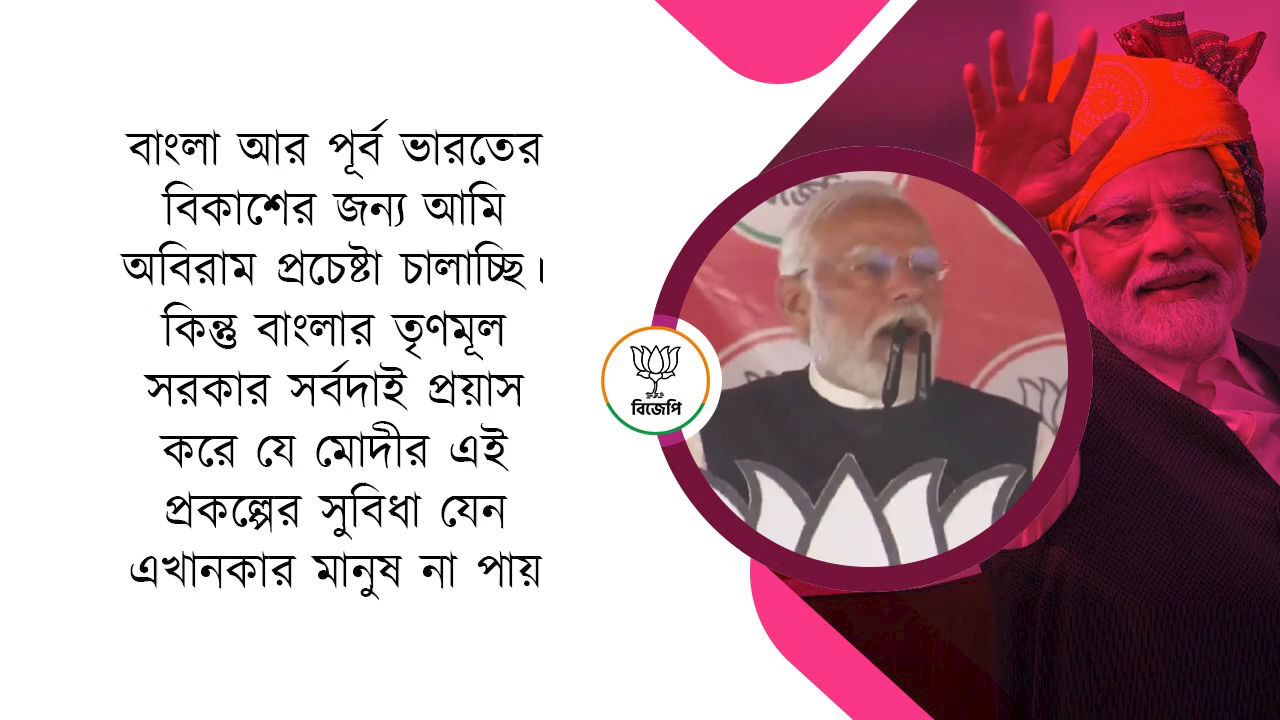 বাংলা আর পূর্ব ভারতের
বিকাশের জন্য আমি
অবিরাম প্রচেষ্টা চালাচ্ছি।
কিন্তু বাংলার তৃণমূল
সরকার সর্বদাই প্রয়াস
করে যে মোদীর এই
প্রকল্পের সুবিধা যেন
এখানকার মানুষ না পায়
বিজেপি